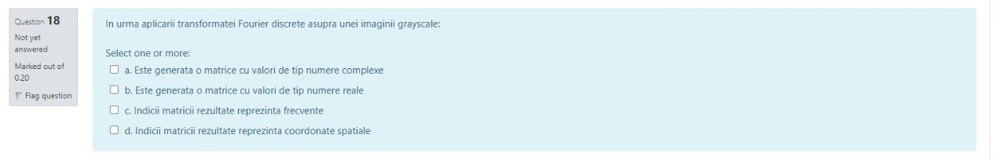 Question 18
Not yet
answered
Marked out of
0.20
Flag question
In urma aplicarii transformatei Fourier discrete asupra unei imaginii grayscale:
Select one or more:
a. Este generata o matrice cu valori de tip numere complexe
b. Este generata o matrice cu valori de tip numere reale
c. Indicii matricii rezultate reprezinta frecvente
d. Indicii matricii rezultate reprezinta coordonate spatiale